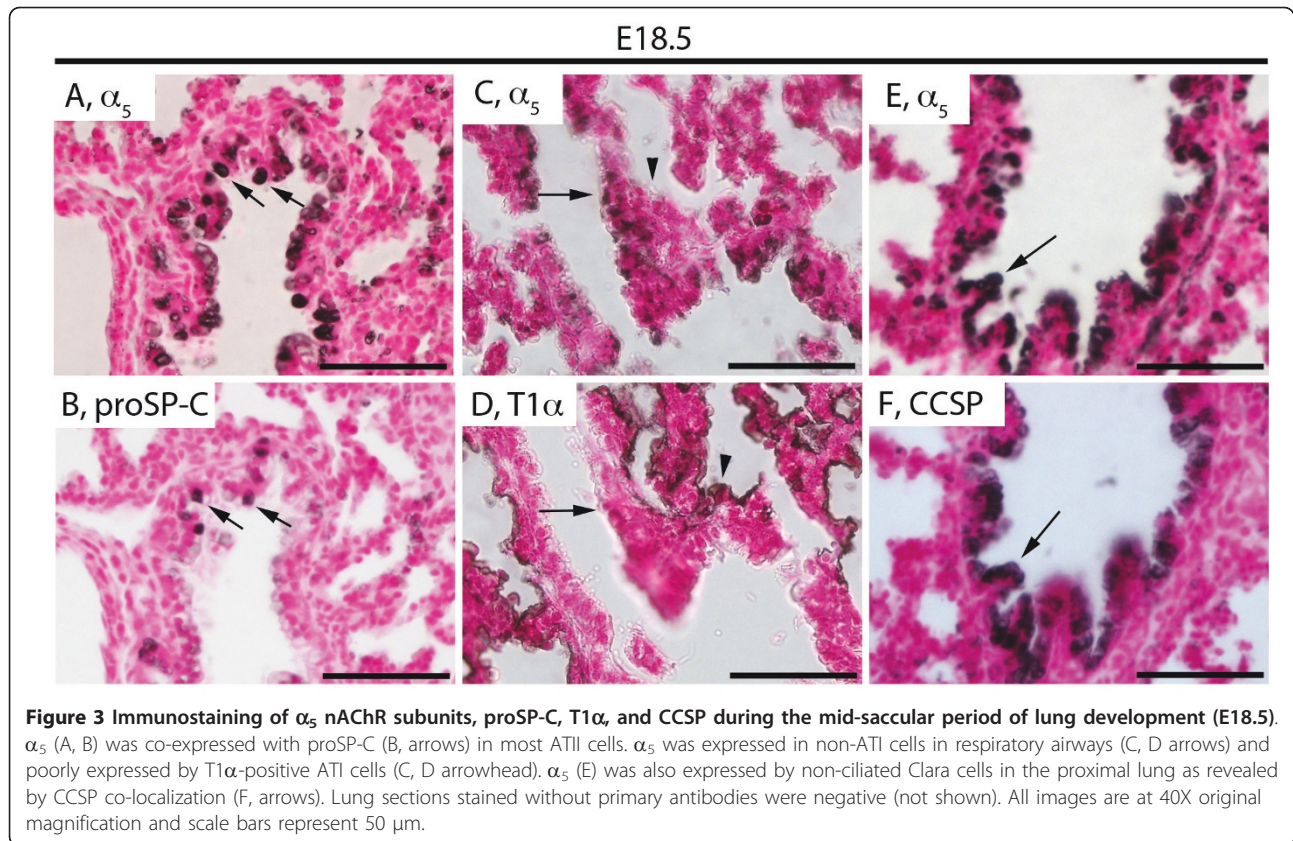 E18.5
A, α5
C, α5
E, α5
B, proSP-C
D, T1α
F, CCSP
Figure 3 Immunostaining of α5 nAChR subunits, proSP-C, T1α, and CCSP during the mid-saccular period of lung development (E18.5).
α5 (A, B) was co-expressed with proSP-C (B, arrows) in most ATII cells. α5 was expressed in non-ATI cells in respiratory airways (C, D arrows) and
poorly expressed by T1α-positive ATI cells (C, D arrowhead). α5 (E) was also expressed by non-ciliated Clara cells in the proximal lung as revealed
by CCSP co-localization (F, arrows). Lung sections stained without primary antibodies were negative (not shown). All images are at 40X original
magnification and scale bars represent 50 μm.